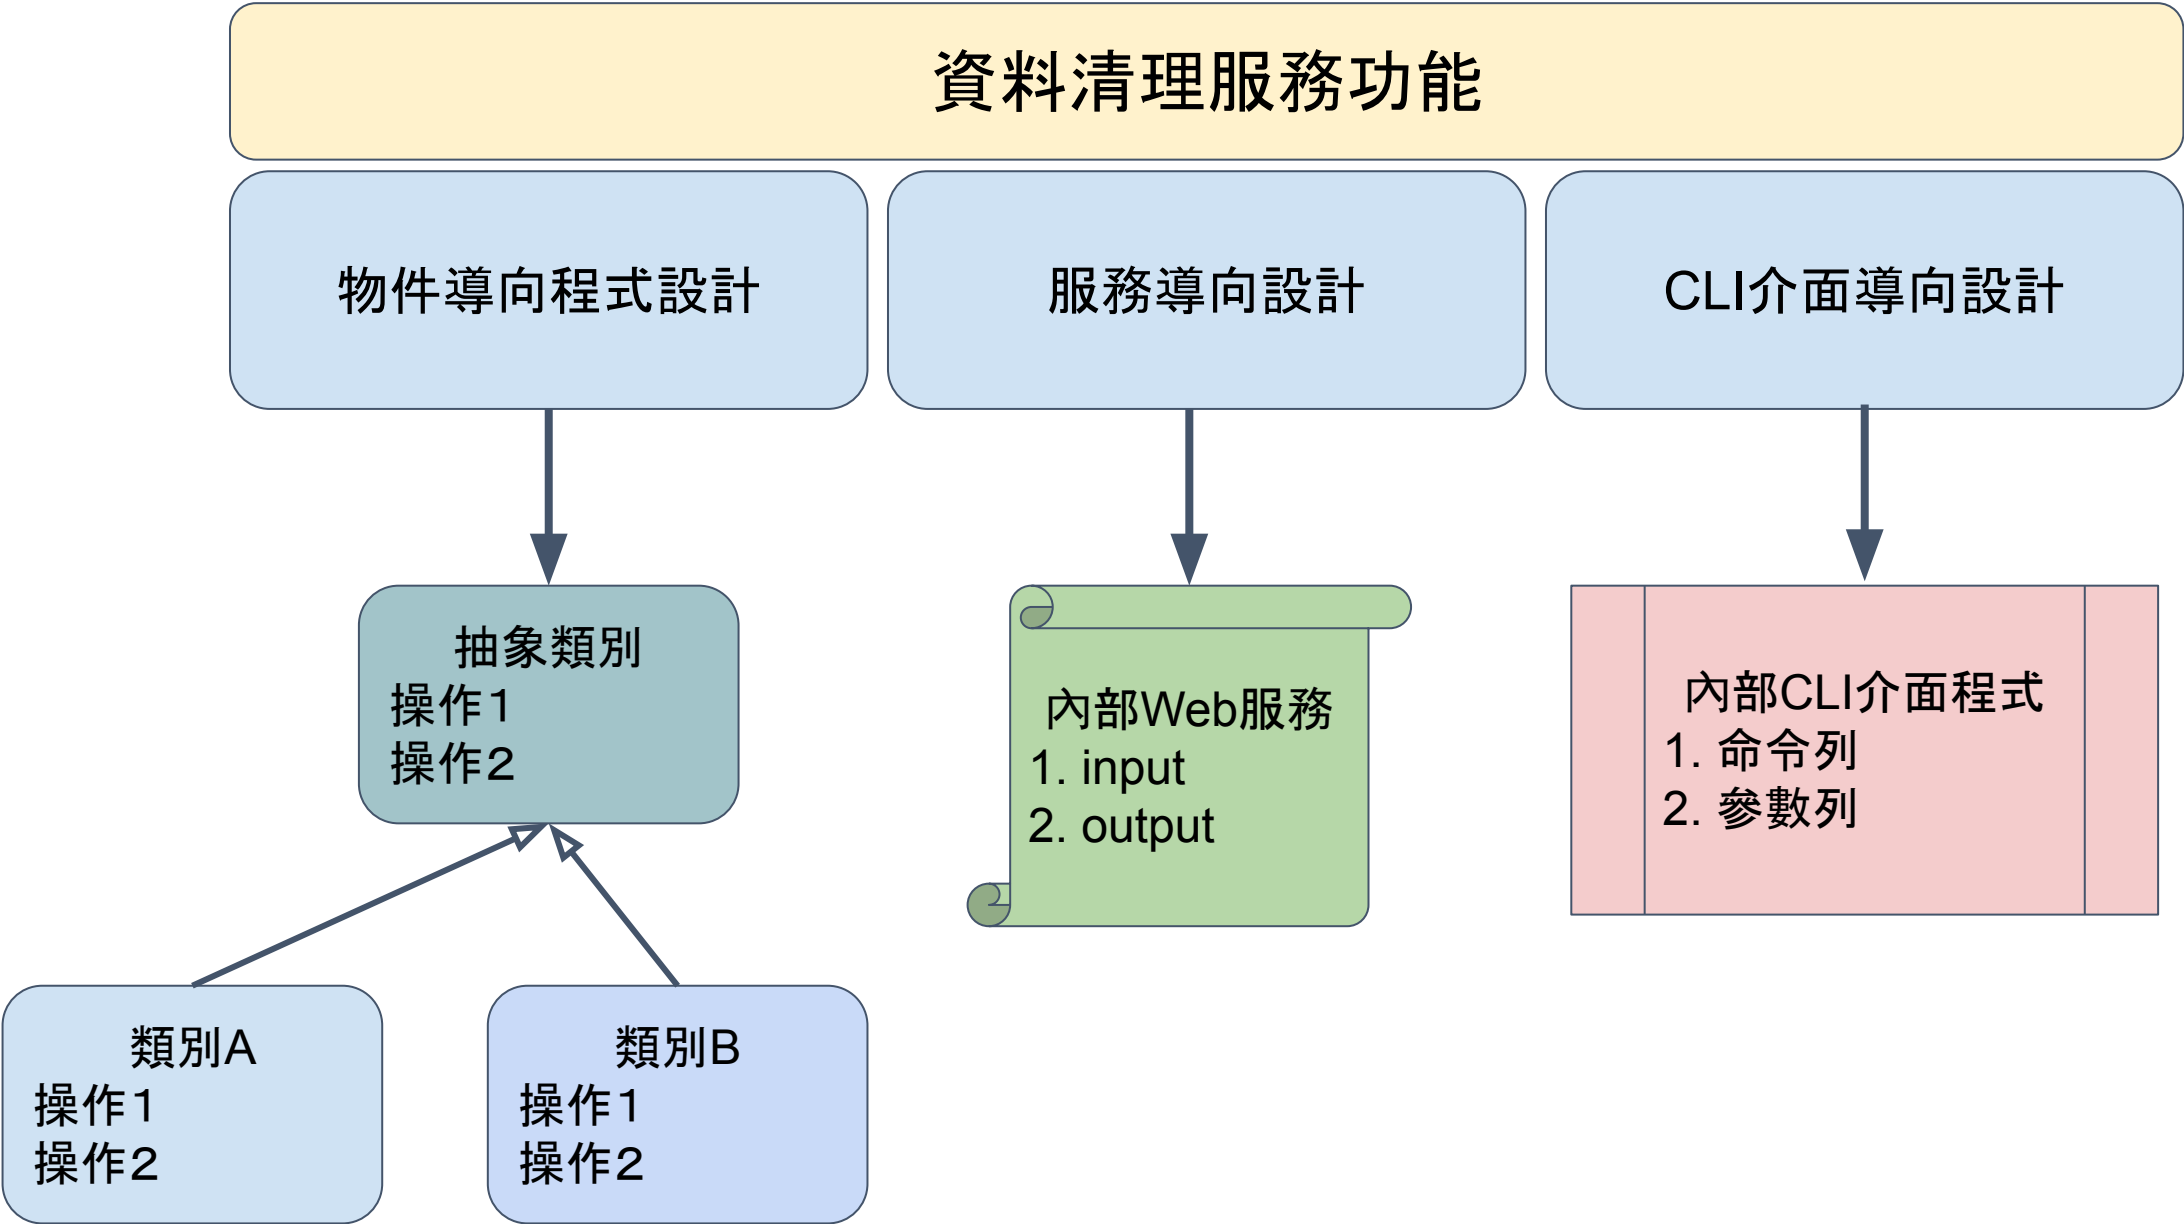 資料清理服務功能
物件導向程式設計
服務導向設計
CLI介面導向設計
抽象類別
操作1
操作2
內部Web服務
1. input
2. output
內部CLI介面程式
1. 命令列
2. 參數列
類別A
操作1
操作2
類別B
操作1
操作2